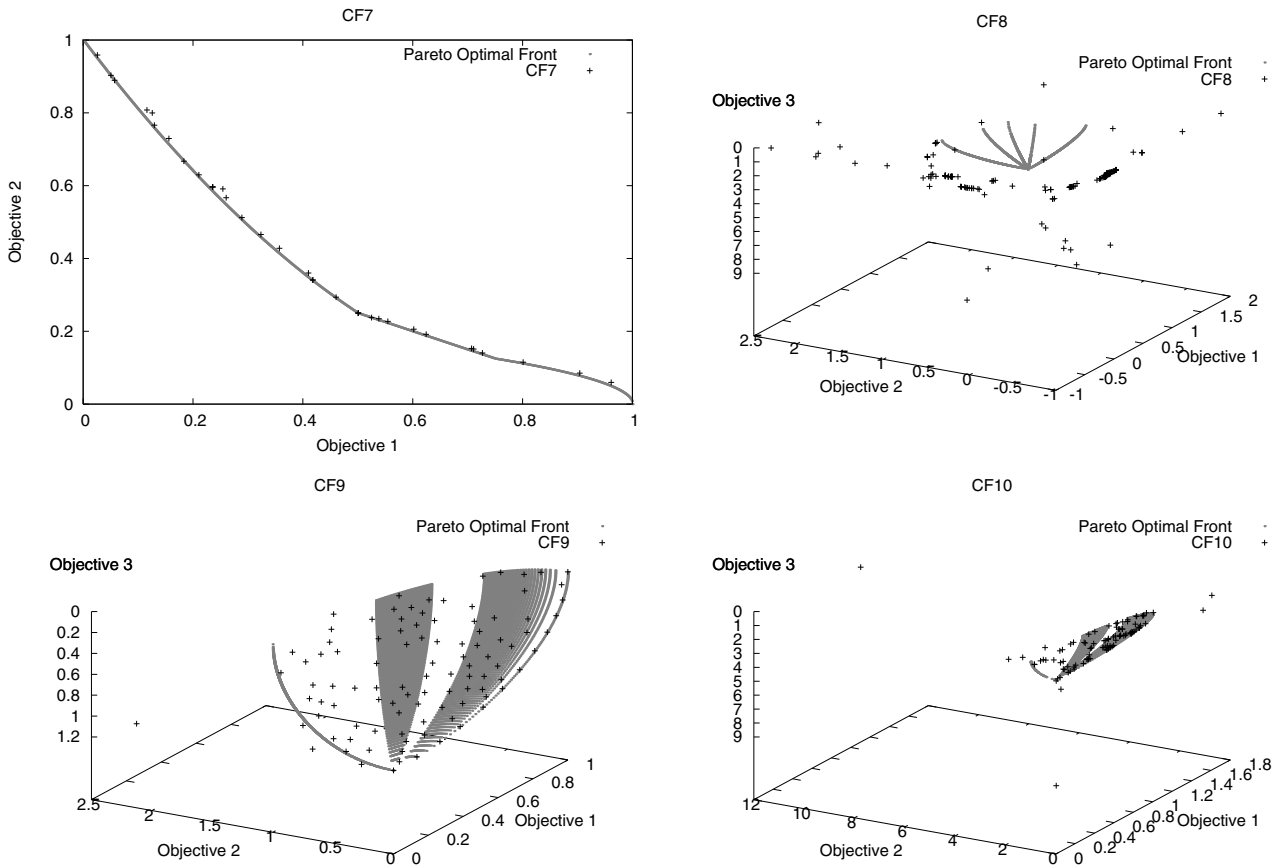 CF7
Pareto Optimal Front
CF7
1
0.8
0.6
0.4
0.2
0
Objective 2
0 0.2 0.4 0.6 0.8 1
Objective 1
CF8
Pareto Optimal Front
CF8
Objective 3
0
1
2
3
4
5
6
7
8
9
2.5 2 1.5 1 0.5 0 -0.5 -1
Objective 2
-1 -0.5 0 0.5 1 1.5 2
Objective 1
CF9
Pareto Optimal Front
CF9
Objective 3
0
0.2
0.4
0.6
0.8
1
1.2
2.5 2 1.5 1 0.5 0
Objective 2
0 0.2 0.4 0.6 0.8 1
Objective 1
CF10
Pareto Optimal Front
CF10
Objective 3
0
1
2
3
4
5
6
7
8
9
12 10 8 6 4 2 0
Objective 2
0 0.2 0.4 0.6 0.8 1 1.2 1.4 1.6 1.8
Objective 1